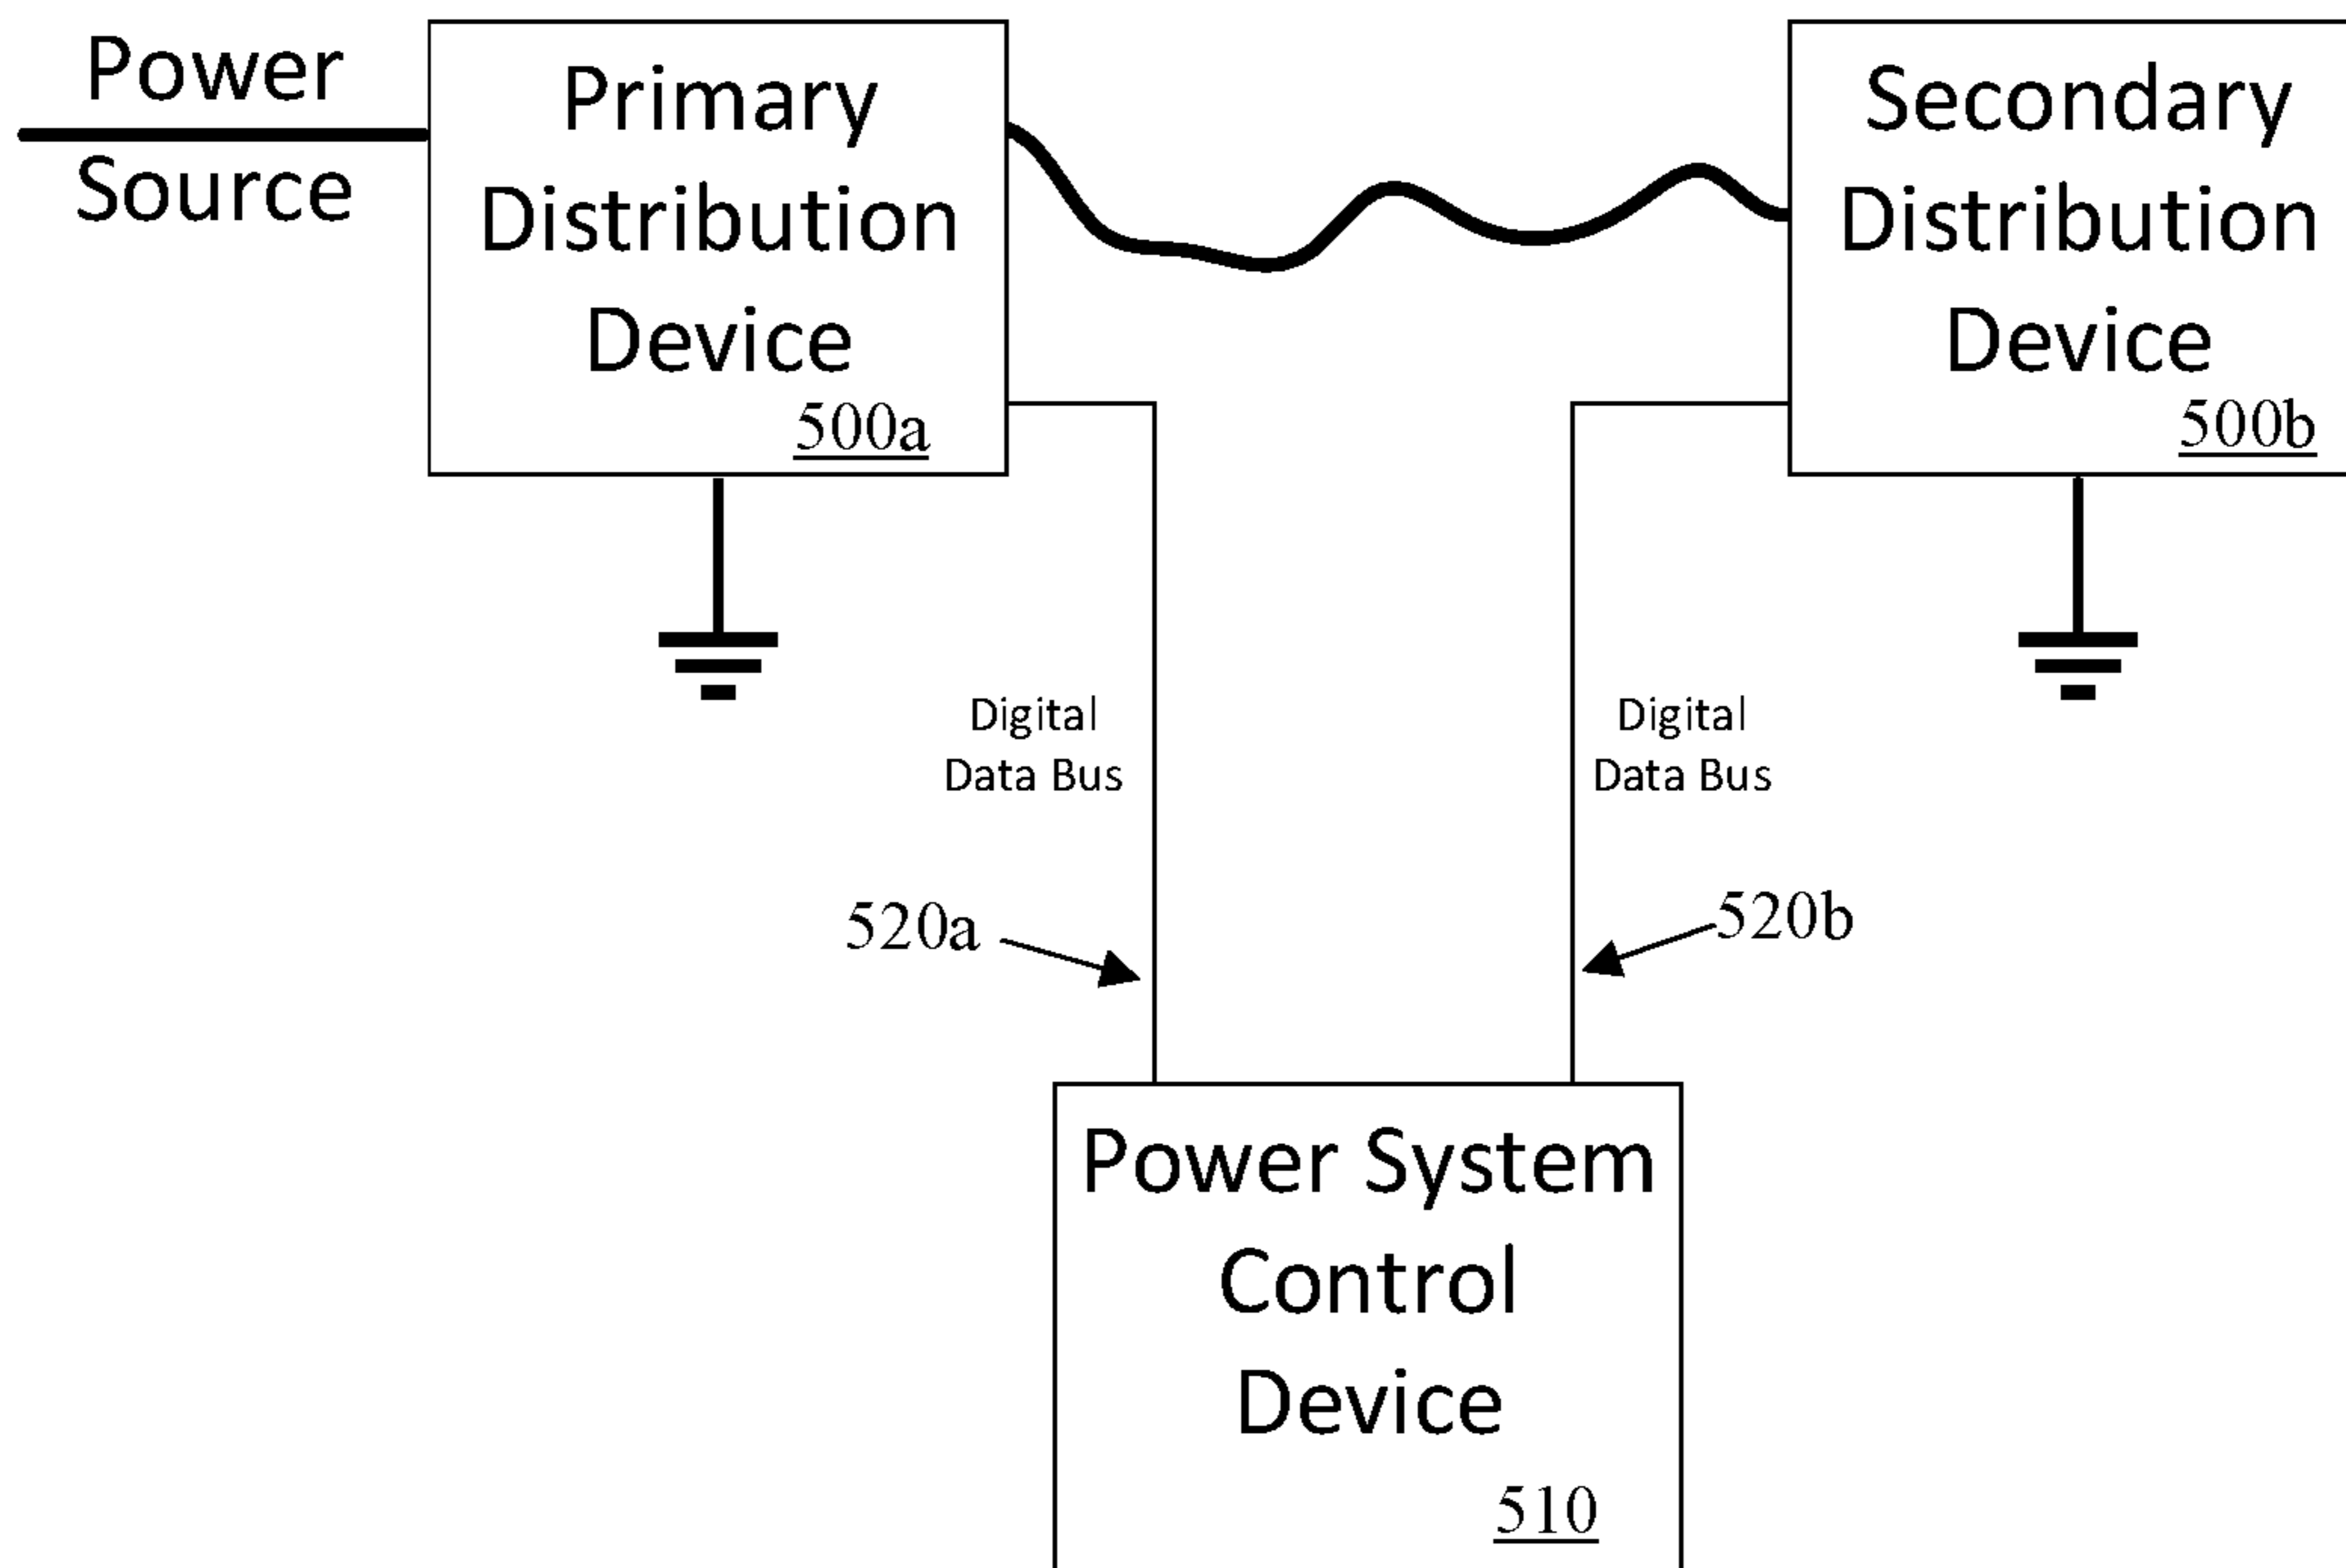 Power
Source
Primary
Distribution
Device
500a
Secondary
Distribution
Device
500b
Digital
Data Bus
Digital
Data Bus
520a
520b
Power System
Control
Device
510